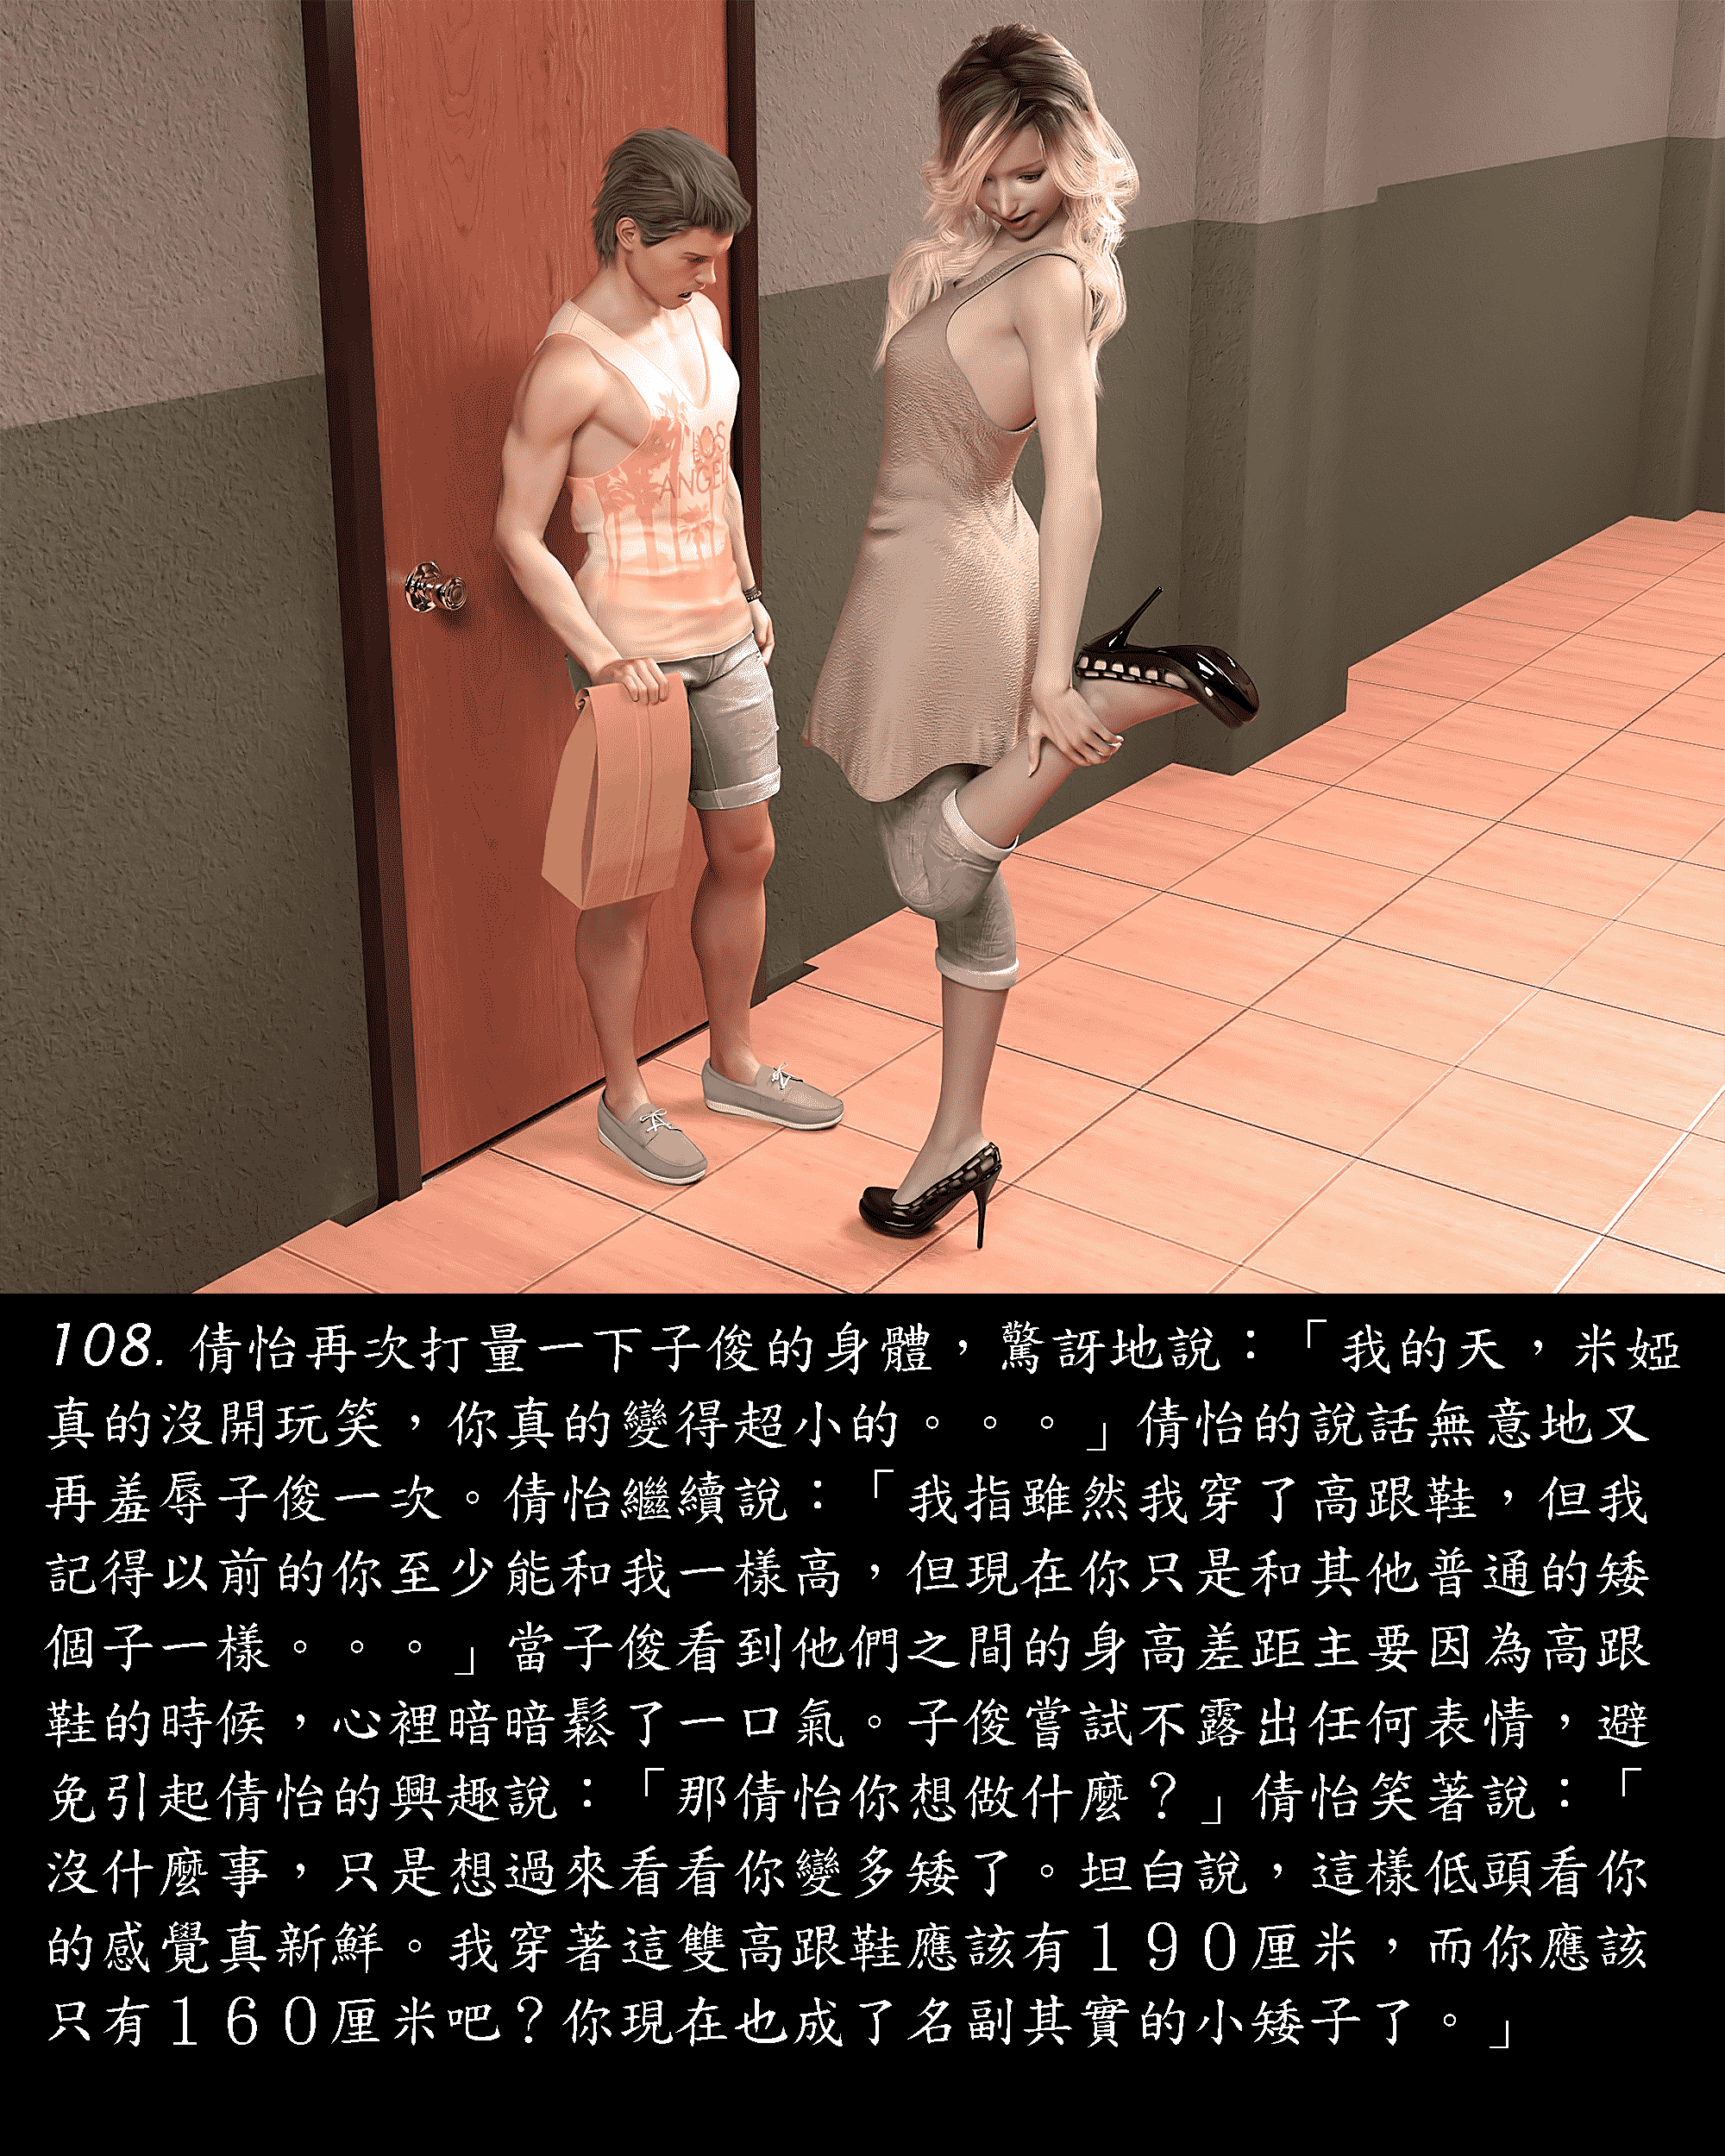 LOS
ANGEL
108. 倩怡再次打量一下子俊的身體，驚訝地說：「我的天，米婭
真的沒開玩笑，你真的變得超小的。。。」倩怡的說話無意地又
再羞辱子俊一次。倩怡繼續說：「我指雖然我穿了高跟鞋，但我
記得以前的你至少能和我一樣高，但現在你只是和其他普通的矮
個子一樣。。。」當子俊看到他們之間的身高差距主要因為高跟
鞋的時候，心裡暗暗鬆了一口氣。子俊嘗試不露出任何表情，避
免引起倩怡的興趣說：「那倩怡你想做什麼？」倩怡笑著說：「
沒什麼事，只是想過來看看你變多矮了。坦白說，這樣低頭看你
的感覺真新鮮。我穿著這雙高跟鞋應該有１９０厘米，而你應該
只有１６０厘米吧？你現在也成了名副其實的小矮子了。」